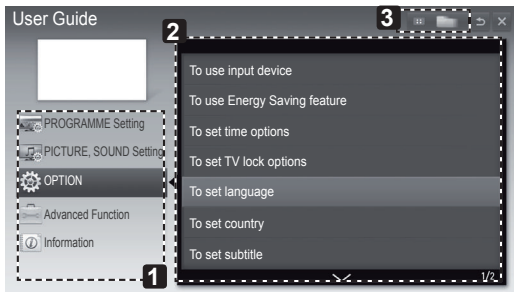 User Guide
2
3
To use input device
To use Energy Saving feature
To set time options
To set TV lock options
To set language
To set country
To set subtitle
1/2
PROGRAMME Setting
PICTURE, SOUND Setting
OPTION
Advanced Function
Information
1